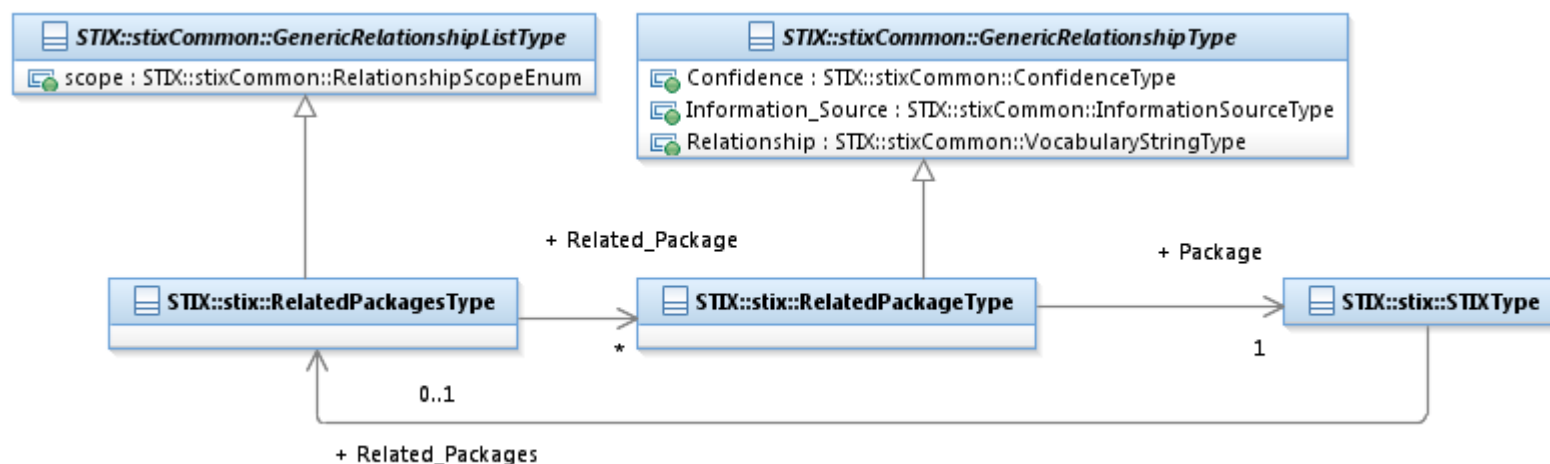 STIX::stixCommon::GenericRelationshipListType
scope : STIX::stixCommon::RelationshipScopeEnum
STIX::stixCommon::GenericRelationshipType
Confidence : STIX::stixCommon::ConfidenceType
Information_Source : STIX::stixCommon::InformationSourceType
Relationship : STIX::stixCommon::VocabularyStringType
+ Related_Package
+ Package
STIX::stix::RelatedPackagesType
STIX::stix::RelatedPackageType
STIX::stix::STIXType
*
1
0..1
+ Related_Packages